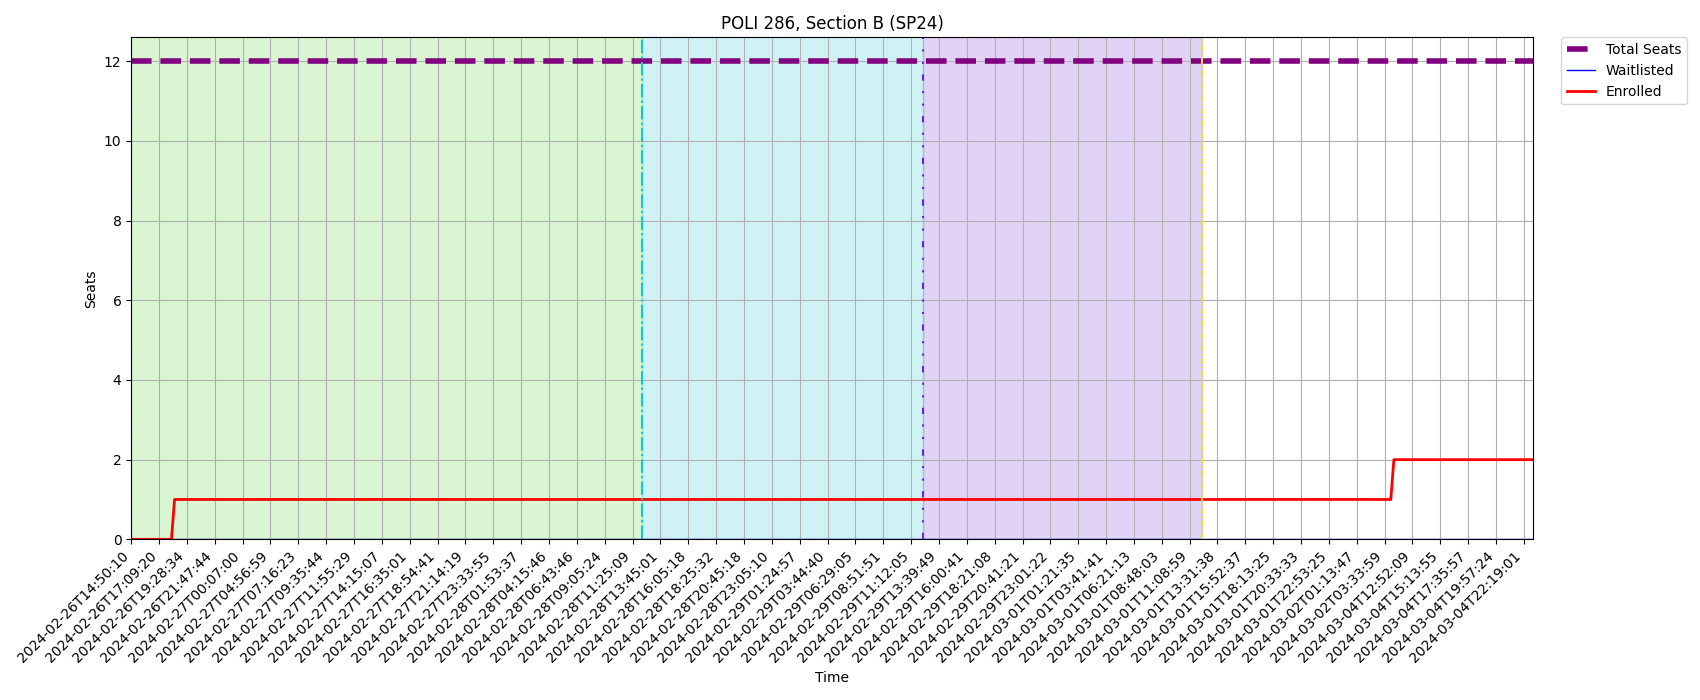 POLI 286, Section B (SP24)
Total Seats
Waitlisted
Enrolled
Seats
12
10
8
6
4
2
0
2024-02-26T14:50:10
2024-02-26T17:09:20
2024-02-26T19:28:34
2024-02-26T21:47:44
2024-02-27T00:07:00
2024-02-27T04:56:59
2024-02-27T07:16:23
2024-02-27T09:35:44
2024-02-27T11:55:29
2024-02-27T14:15:07
2024-02-27T16:35:01
2024-02-27T18:54:41
2024-02-27T21:14:19
2024-02-27T23:33:55
2024-02-28T01:53:37
2024-02-28T04:15:46
2024-02-28T06:43:46
2024-02-28T09:05:24
2024-02-28T11:25:09
2024-02-28T13:45:01
2024-02-28T16:05:18
2024-02-28T18:25:32
2024-02-28T20:45:18
2024-02-28T23:05:10
2024-02-29T01:24:57
2024-02-29T03:44:40
2024-02-29T06:29:05
2024-02-29T08:51:51
2024-02-29T11:12:05
2024-02-29T13:39:49
2024-02-29T16:00:41
2024-02-29T18:21:08
2024-02-29T20:41:21
2024-02-29T23:01:22
2024-03-01T01:21:35
2024-03-01T03:41:41
2024-03-01T06:21:13
2024-03-01T08:48:03
2024-03-01T11:08:59
2024-03-01T13:31:38
2024-03-01T15:52:37
2024-03-01T18:13:25
2024-03-01T20:33:33
2024-03-01T22:53:25
2024-03-02T01:13:47
2024-03-02T03:33:59
2024-03-04T12:52:09
2024-03-04T15:13:55
2024-03-04T17:35:57
2024-03-04T19:57:24
2024-03-04T22:19:01
Time